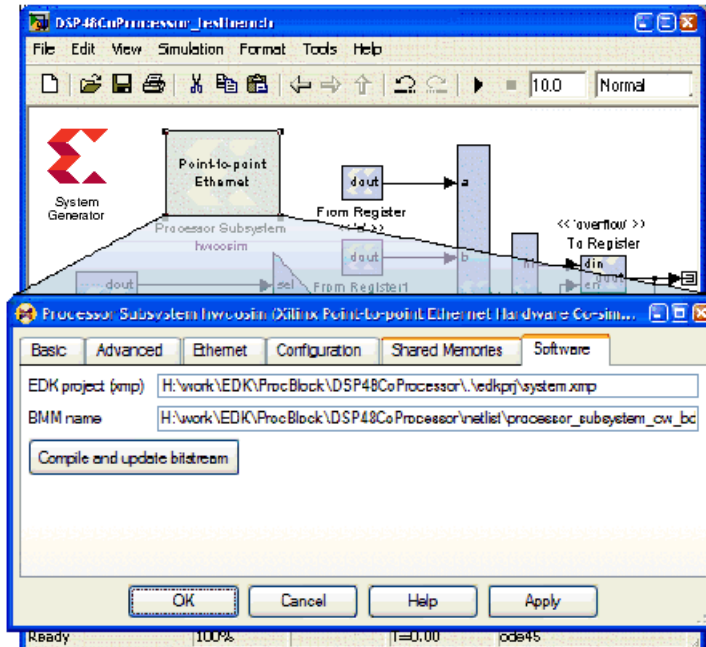 DSP48CoProcessor_testbench
File Edit View Simulation Format Tools Help
10.0 Normal
System
Generator
Point-to-point
Ethernet
Processor Subsystem
hwcosim
dout
From Register
<< 'a' >>
a
dout
From Register1
b
dout
sel
m
<< 'overflow' >>
To Register
din
dout
en
Processor Subsystem hwcosim (Xilinx Point-to-point Ethernet Hardware Co-sim...
Basic Advanced Ethernet Configuration Shared Memories Software
EDK project (xmp) H:\work\EDK\ProcBlock\DSP48CoProcessor\.\edkprj\system.xmp
BMM name H:\work\EDK\ProcBlock\DSP48CoProcessor\netlist\processor_subsystem_cw_bd
Compile and update bitstream
OK Cancel Help Apply
Ready 100% T=0.00 ode45